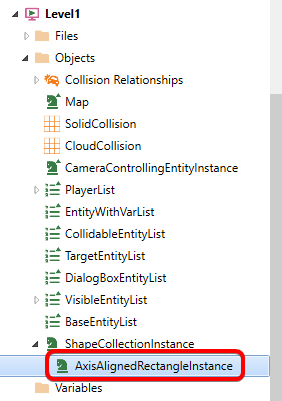 Level1
Files
Objects
Collision Relationships
Map
SolidCollision
CloudCollision
CameraControllingEntityInstance
PlayerList
EntityWithVarList
CollidableEntityList
TargetEntityList
DialogBoxEntityList
VisibleEntityList
BaseEntityList
ShapeCollectionInstance
AxisAlignedRectangleInstance
Variables